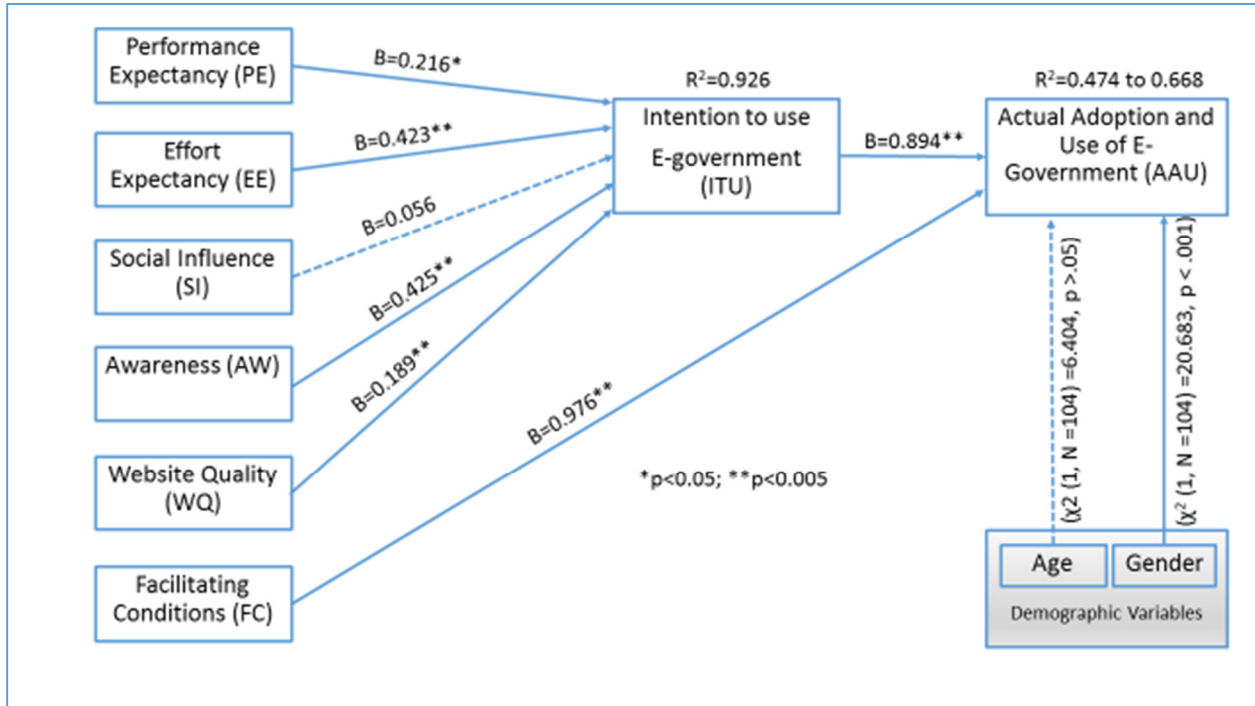 Performance
Expectancy (PE)
B=0.216*
Effort
Expectancy (EE)
B=0.423**
Social Influence
(SI)
B=0.056
Awareness (AW)
B=0.425**
Website Quality
(WQ)
B=0.189**
Facilitating
Conditions (FC)
B=0.976**
R²=0.926
Intention to use
E-government
(ITU)
B=0.894**
R²=0.474 to 0.668
Actual Adoption and
Use of E-
Government (AAU)
(χ2 (1, N =104) =6.404, p >.05)
(χ² (1, N =104) =20.683, p < .001)
*p<0.05; **p<0.005
Age
Gender
Demographic Variables